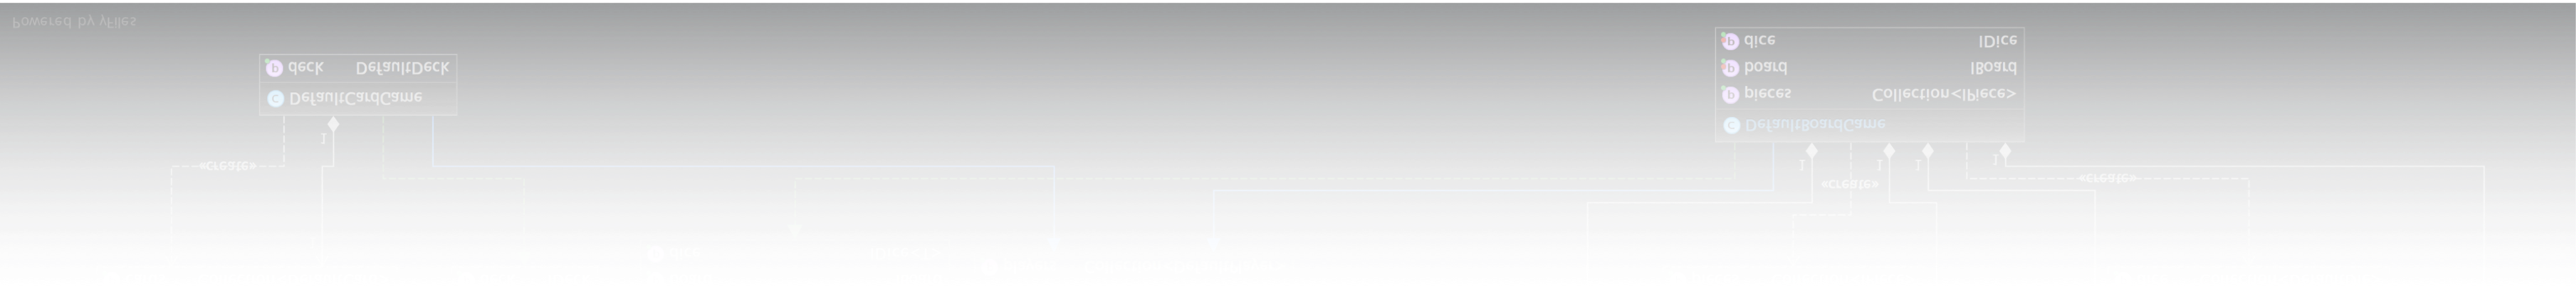 Powered by yFiles
deck DefaultDeck
DefaultCardGame
dice IDice
board IBoard
pieces Collection<IPiece>
DefaultBoardGame
1
«create»
1
1
1
1
«create»
«create»